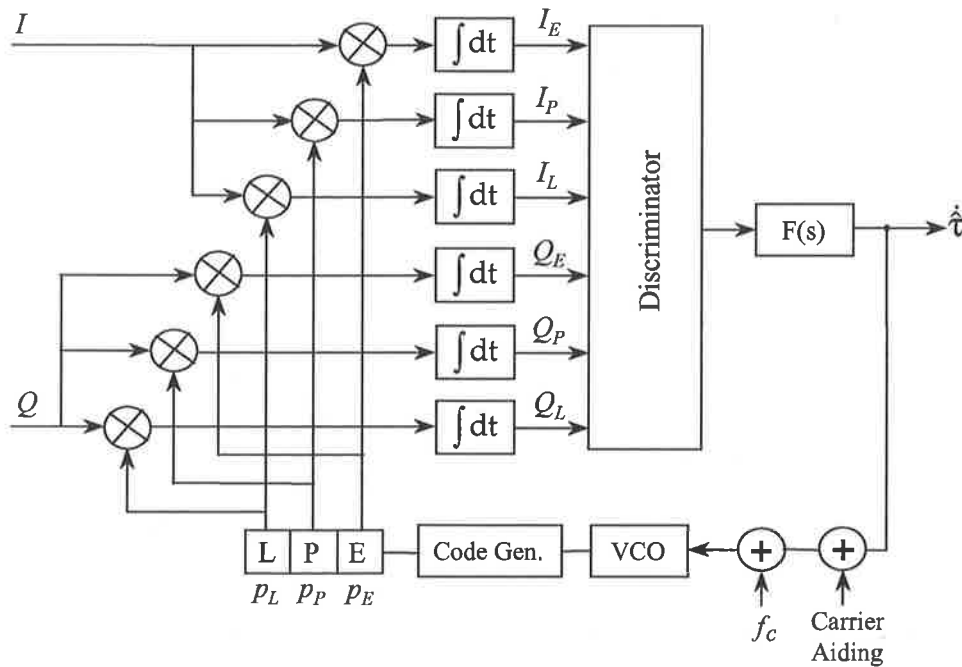 I
∫dt
I_E
∫dt
I_P
∫dt
I_L
∫dt
Q_E
∫dt
Q_P
Q
∫dt
Q_L
Discriminator
F(s)
τ̂̇
L P E
p_L p_P p_E
Code Gen.
VCO
+
+
f_c
Carrier
Aiding